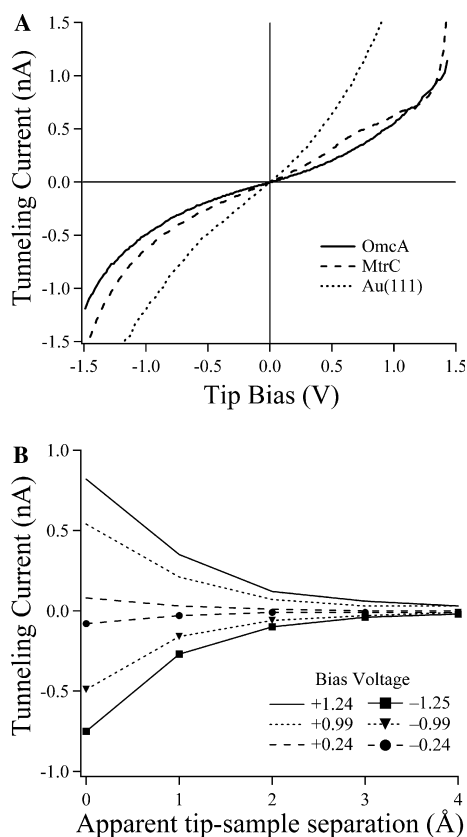 A
Tunneling Current (nA)
1.5
1.0
0.5
0.0
-0.5
-1.0
-1.5
OmcA
MtrC
Au(111)
-1.5 -1.0 -0.5 0.0 0.5 1.0 1.5
Tip Bias (V)
B
Tunneling Current (nA)
1.0
0.5
0.0
-0.5
-1.0
Bias Voltage
+1.24 –1.25
+0.99 –0.99
+0.24 –0.24
0 1 2 3 4
Apparent tip-sample separation (Å)